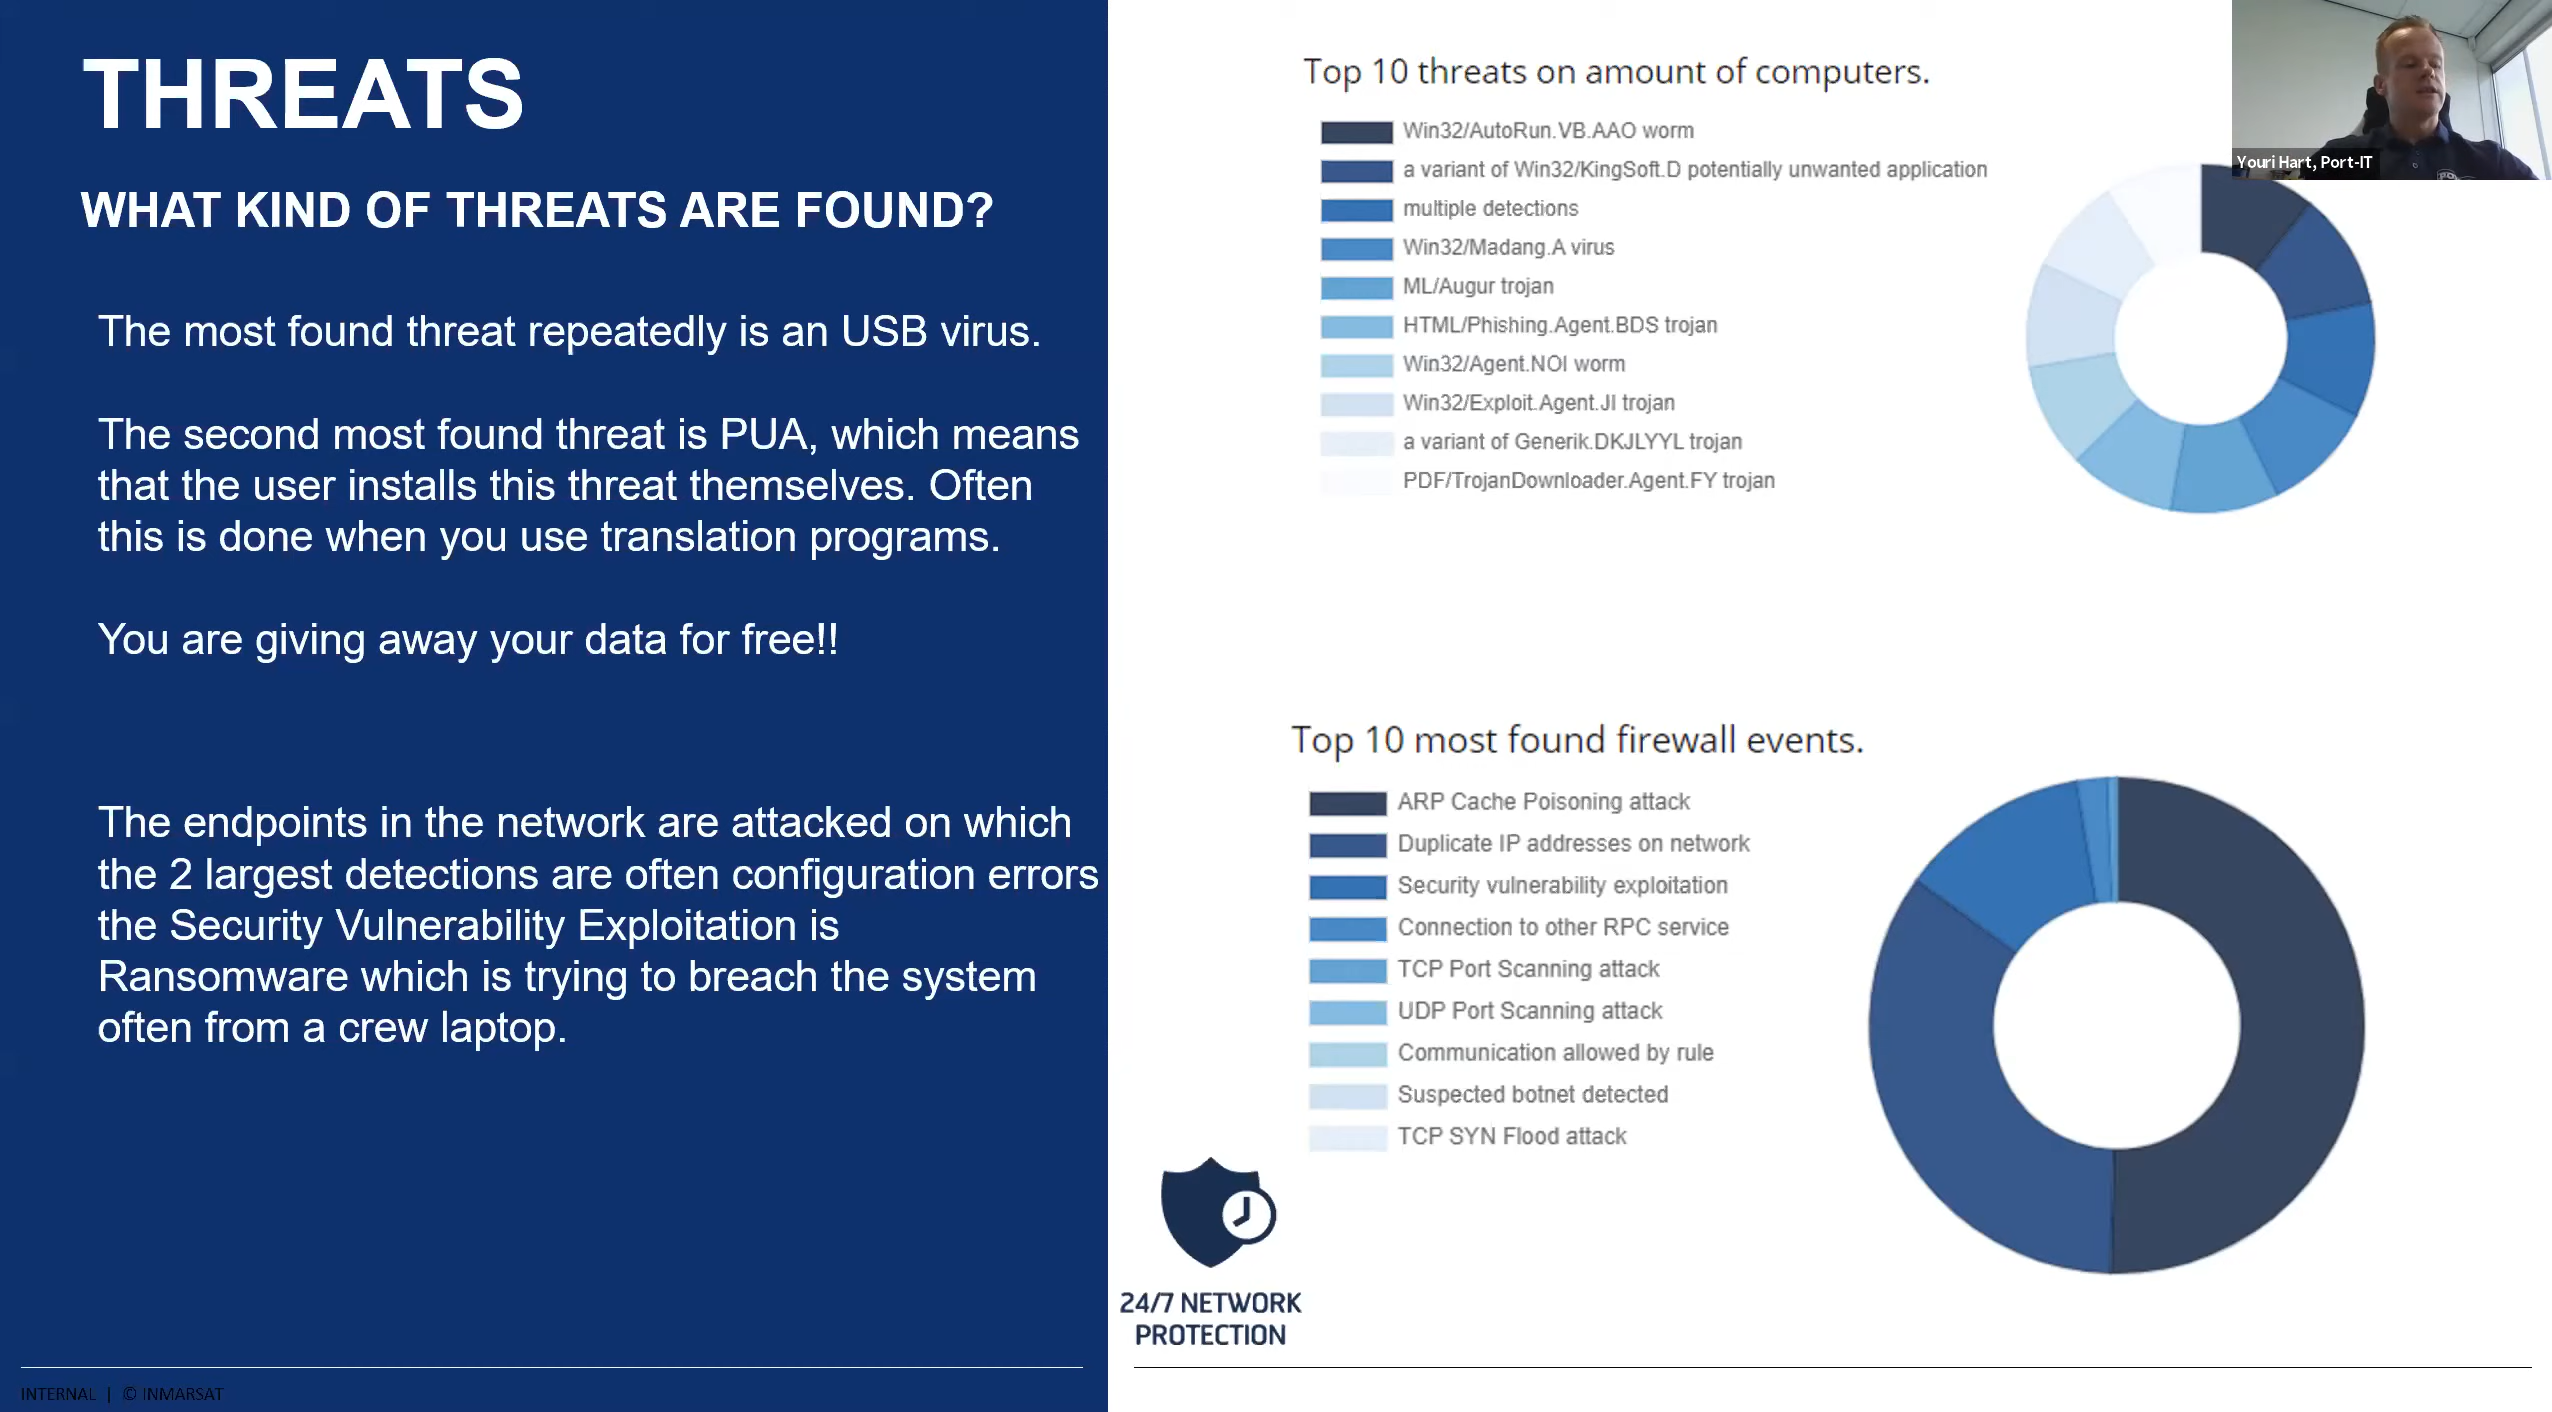 THREATS
WHAT KIND OF THREATS ARE FOUND?
The most found threat repeatedly is an USB virus.
The second most found threat is PUA, which means
that the user installs this threat themselves. Often
this is done when you use translation programs.
You are giving away your data for free!!
The endpoints in the network are attacked on which
the 2 largest detections are often configuration errors
the Security Vulnerability Exploitation is
Ransomware which is trying to breach the system
often from a crew laptop.
INTERNAL | © INMARSAT
Top 10 threats on amount of computers.
Win32/AutoRun.VB.AAO worm
a variant of Win32/KingSoft.D potentially unwanted application
multiple detections
Win32/Madang.A virus
ML/Augur trojan
HTML/Phishing.Agent.BDS trojan
Win32/Agent.NOI worm
Win32/Exploit.Agent.JI trojan
a variant of Generik.DKJLYYL trojan
PDF/TrojanDownloader.Agent.FY trojan
Youri Hart, Port-IT
Top 10 most found firewall events.
ARP Cache Poisoning attack
Duplicate IP addresses on network
Security vulnerability exploitation
Connection to other RPC service
TCP Port Scanning attack
UDP Port Scanning attack
Communication allowed by rule
Suspected botnet detected
TCP SYN Flood attack
24/7 NETWORK
PROTECTION